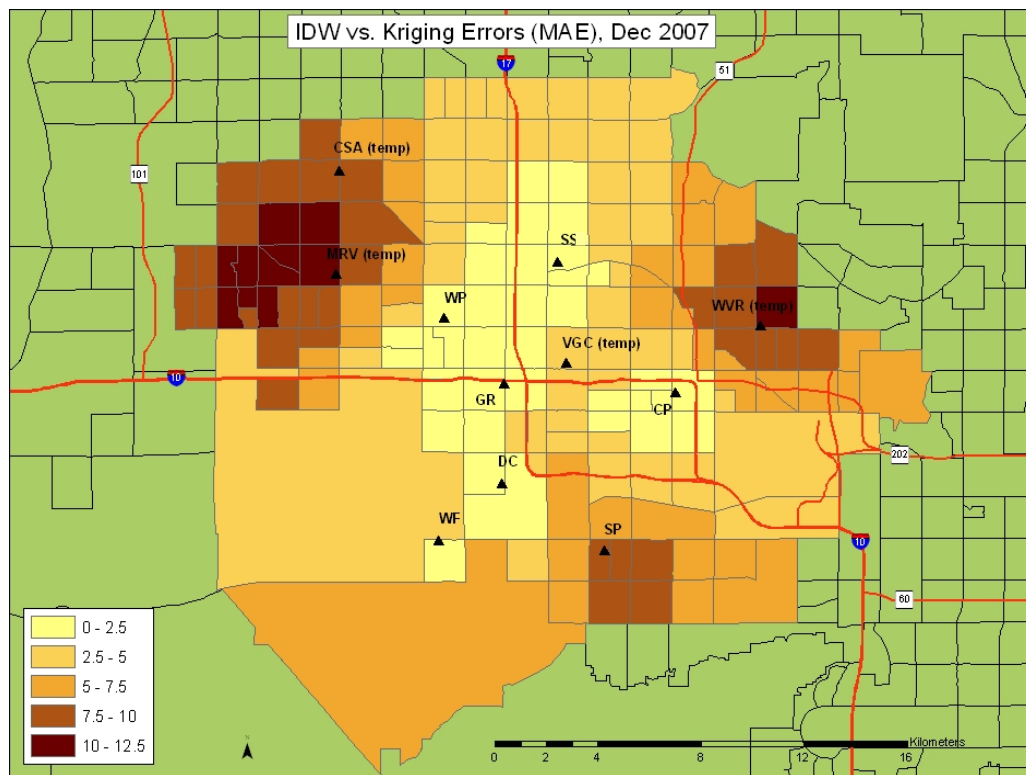 IDW vs. Kriging Errors (MAE), Dec 2007
17
51
CSA (temp)
101
SS
MRV (temp)
WP
WVR (temp)
VGC (temp)
10
GR
CP
202
DC
WF
SP
10
60
0 - 2.5
2.5 - 5
5 - 7.5
7.5 - 10
10 - 12.5
Kilometers
0 2 4 8 12 16